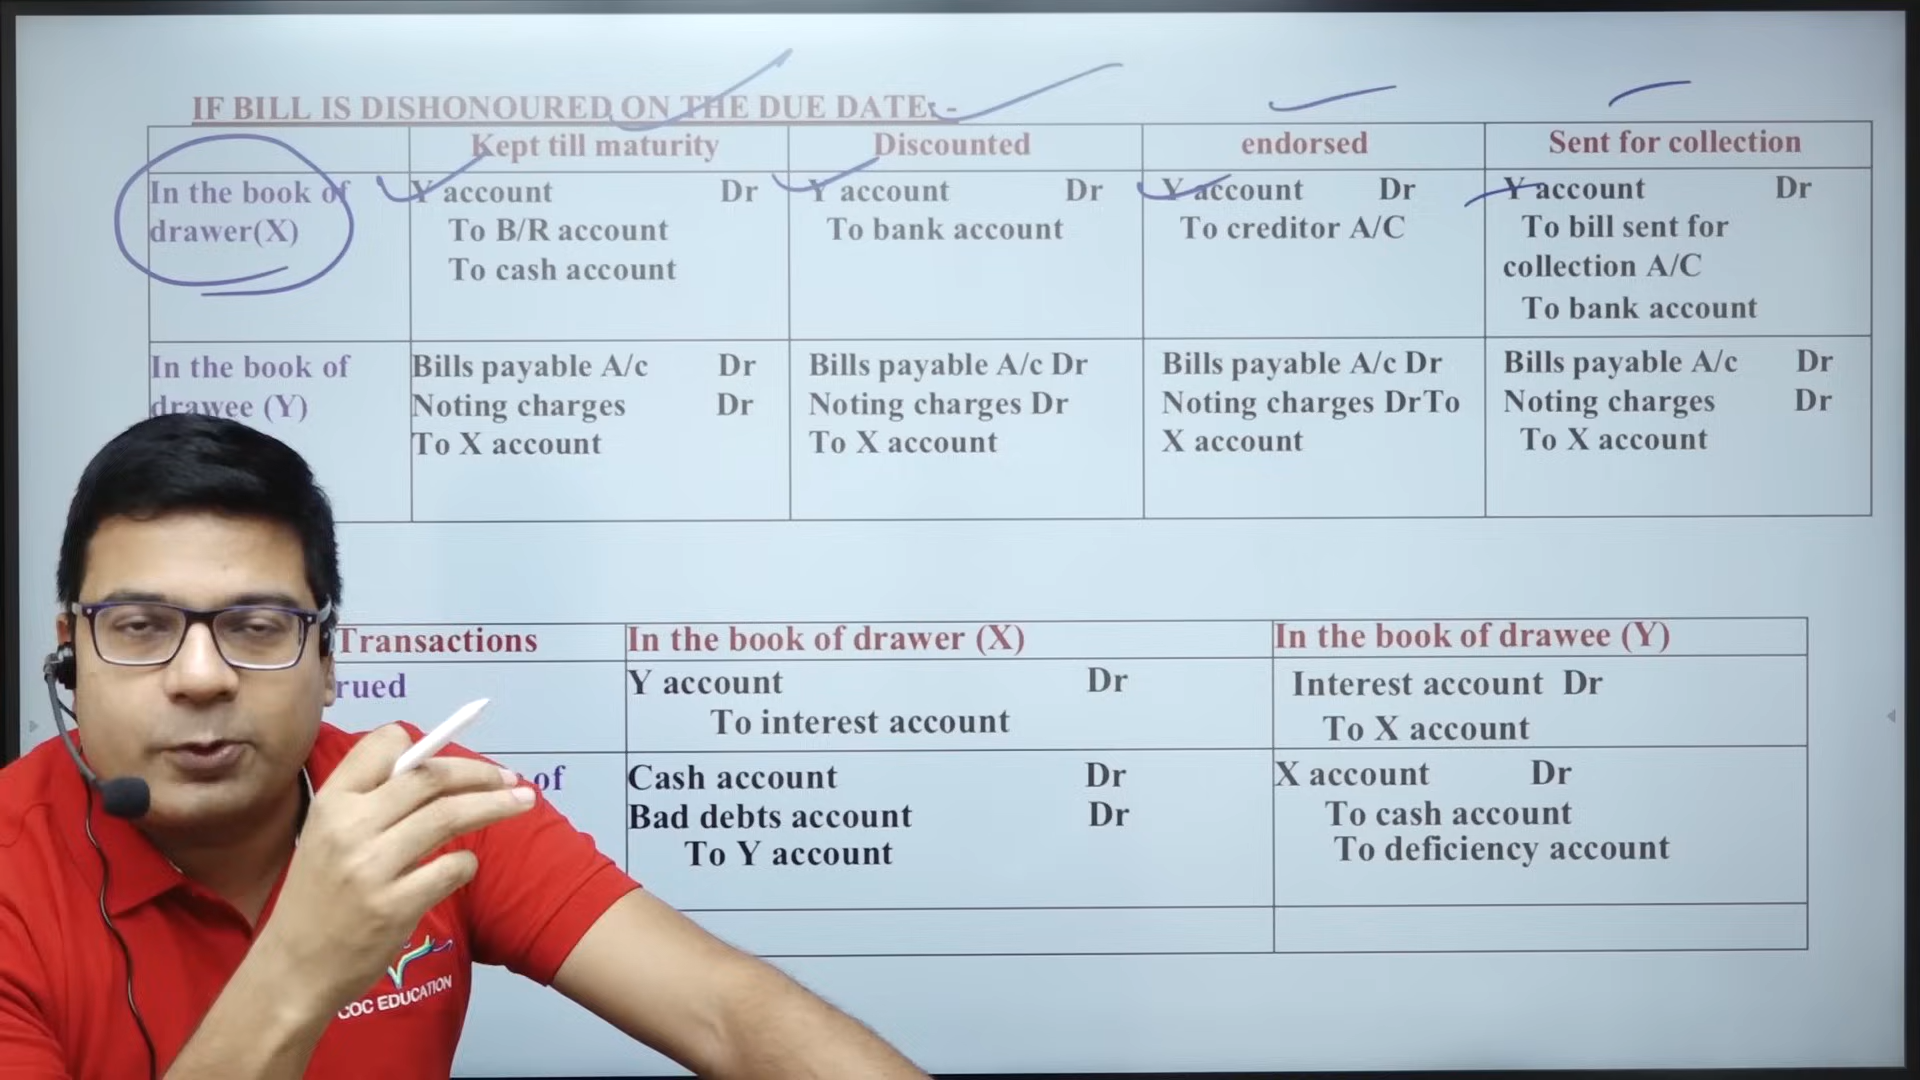 IF BILL IS DISHONOURED ON THE DUE DATE: -
Kept till maturity Discounted endorsed Sent for collection
In the book of
drawer(X)
Y account Dr
To B/R account
To cash account
Y account Dr
To bank account
Y account Dr
To creditor A/C
Y account Dr
To bill sent for
collection A/C
To bank account
In the book of
drawee (Y)
Bills payable A/c Dr
Noting charges Dr
To X account
Bills payable A/c Dr
Noting charges Dr
To X account
Bills payable A/c Dr
Noting charges DrTo
X account
Bills payable A/c Dr
Noting charges Dr
To X account
Transactions In the book of drawer (X) In the book of drawee (Y)
rued
Y account Dr
To interest account
Interest account Dr
To X account
of
Cash account Dr
Bad debts account Dr
To Y account
X account Dr
To cash account
To deficiency account
COC EDUCATION